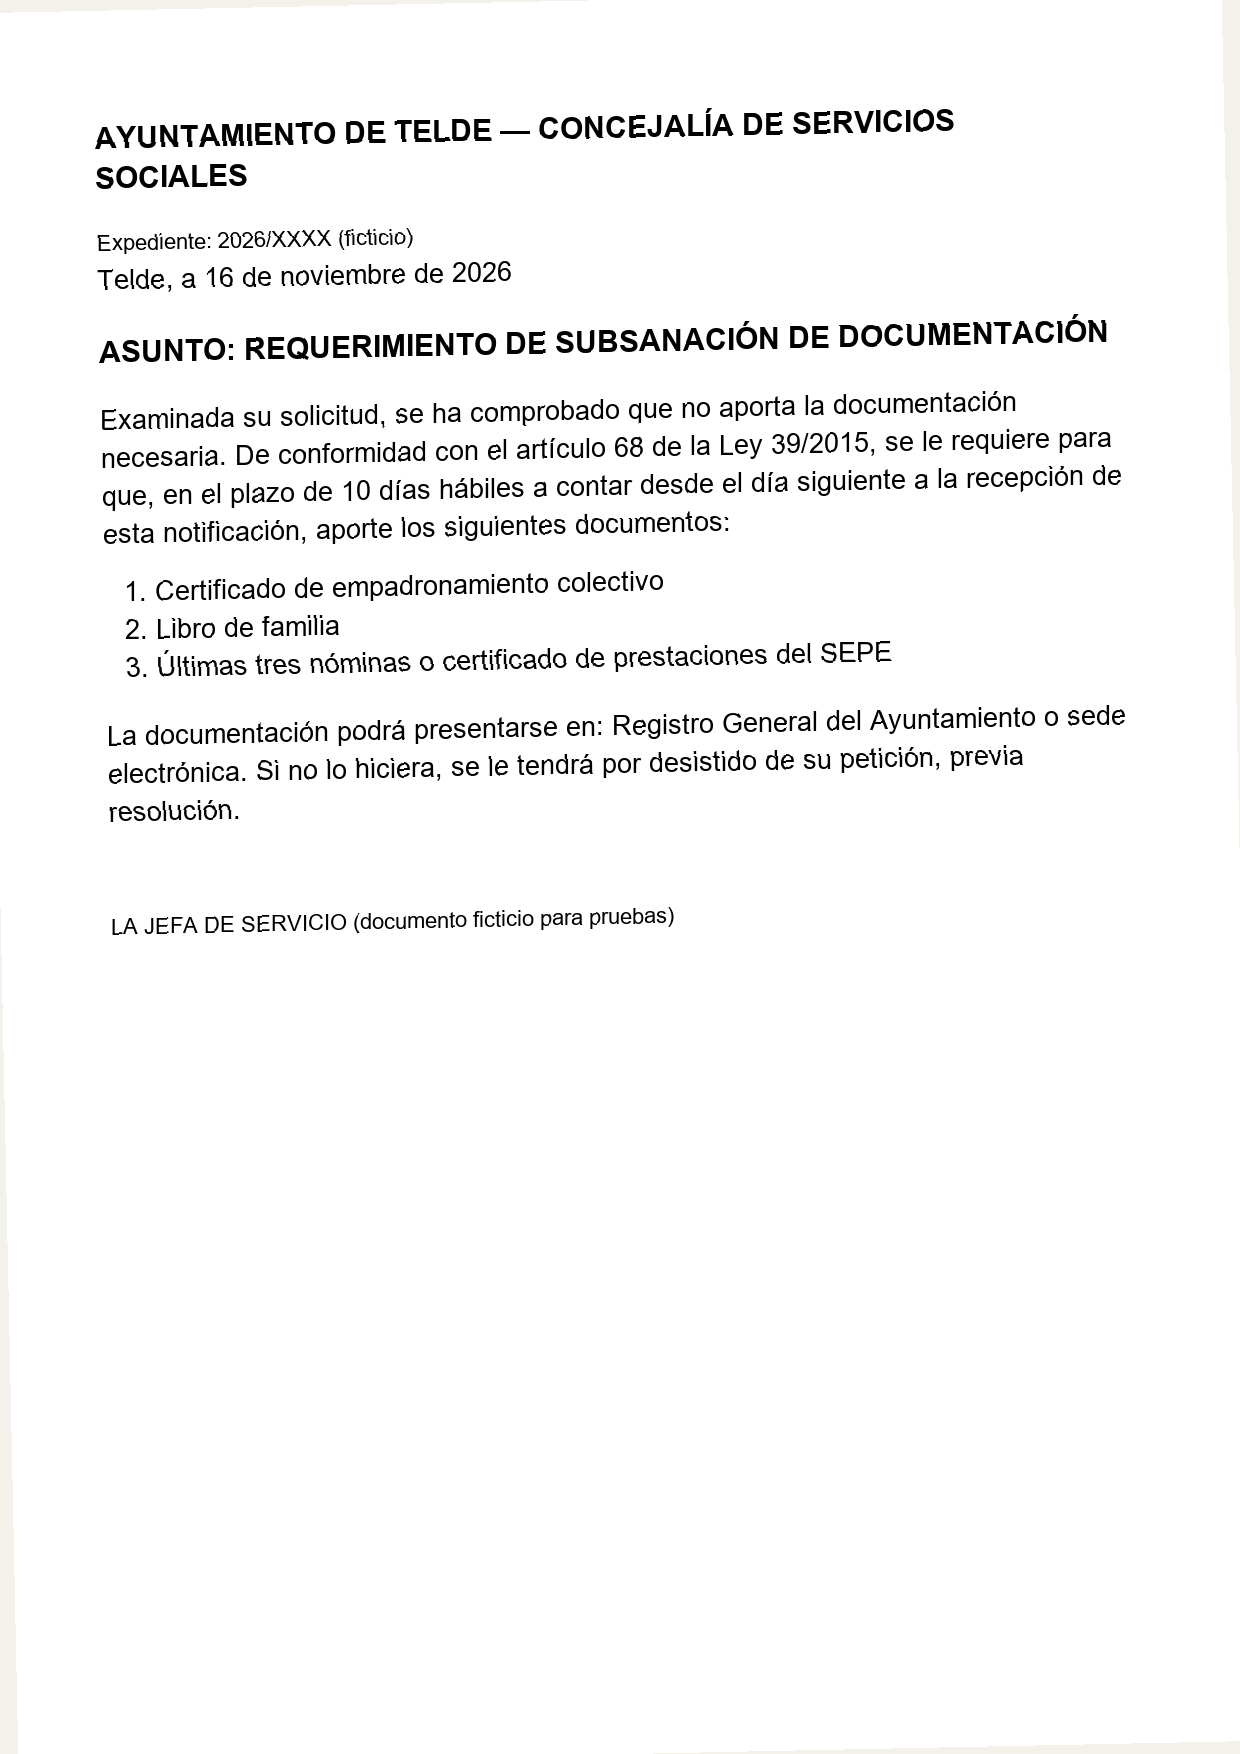 AYUNTAMIENTO DE TELDE — CONCEJALÍA DE SERVICIOS
SOCIALES
Expediente: 2026/XXXX (ficticio)
Telde, a 16 de noviembre de 2026
ASUNTO: REQUERIMIENTO DE SUBSANACIÓN DE DOCUMENTACIÓN
Examinada su solicitud, se ha comprobado que no aporta la documentación
necesaria. De conformidad con el artículo 68 de la Ley 39/2015, se le requiere para
que, en el plazo de 10 días hábiles a contar desde el día siguiente a la recepción de
esta notificación, aporte los siguientes documentos:
1. Certificado de empadronamiento colectivo
2. Libro de familia
3. Últimas tres nóminas o certificado de prestaciones del SEPE
La documentación podrá presentarse en: Registro General del Ayuntamiento o sede
electrónica. Si no lo hiciera, se le tendrá por desistido de su petición, previa
resolución.
LA JEFA DE SERVICIO (documento ficticio para pruebas)